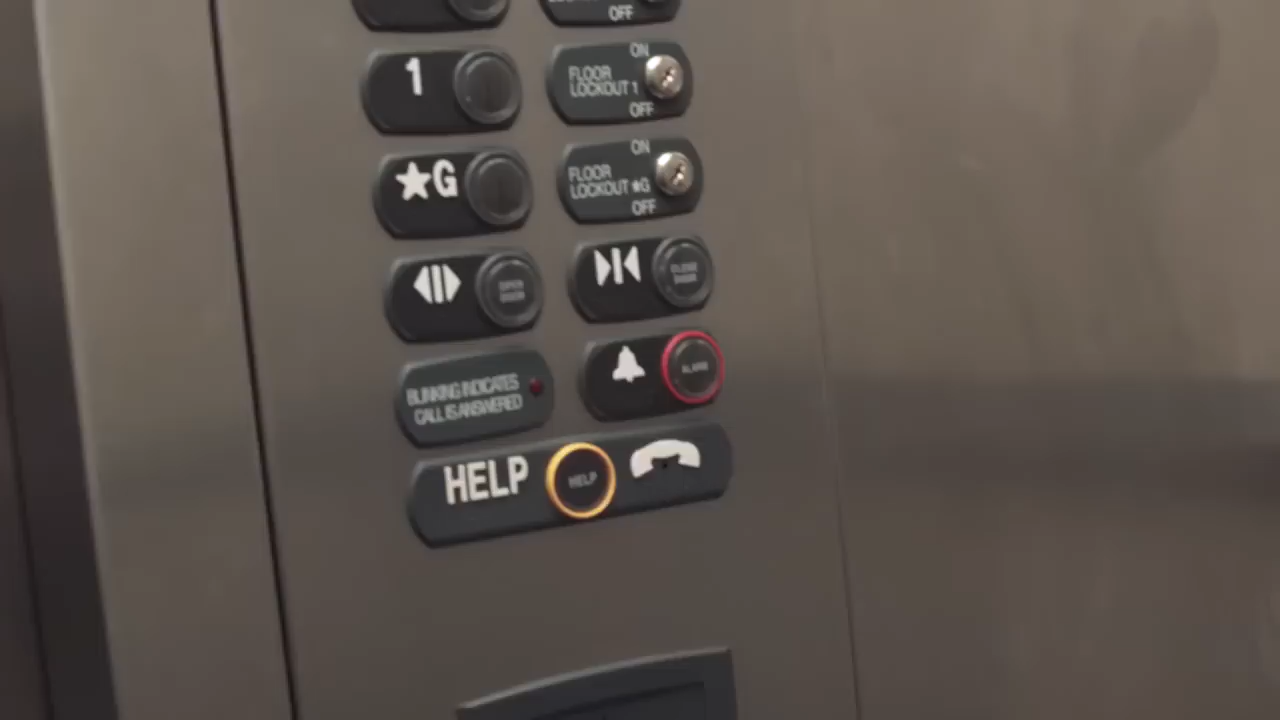 OFF
1
ON
FLOOR
LOCKOUT 1
OFF
★G
ON
FLOOR
LOCKOUT ★G
OFF
OPEN
DOOR
CLOSE
DOOR
BLINKING INDICATES
CALL IS ANSWERED
ALARM
HELP
HELP